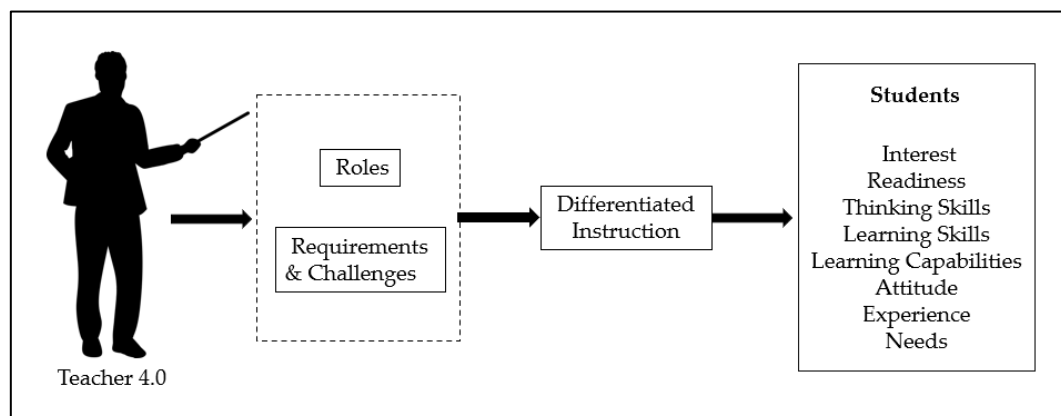 Teacher 4.0
Roles
Requirements
& Challenges
Differentiated
Instruction
Students
Interest
Readiness
Thinking Skills
Learning Skills
Learning Capabilities
Attitude
Experience
Needs